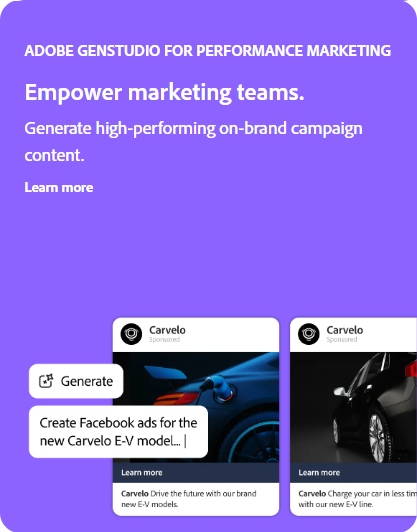 ADOBE GENSTUDIO FOR PERFORMANCE MARKETING
Empower marketing teams.
Generate high-performing on-brand campaign
content.
Learn more
Carvelo
Sponsored
Carvelo
Sponsored
Generate
Create Facebook ads for the
new Carvelo E-V model...
Learn more
Learn more
Carvelo Drive the future with our brand
new E-V models.
Carvelo Charge your car in less
with our new E-V line.